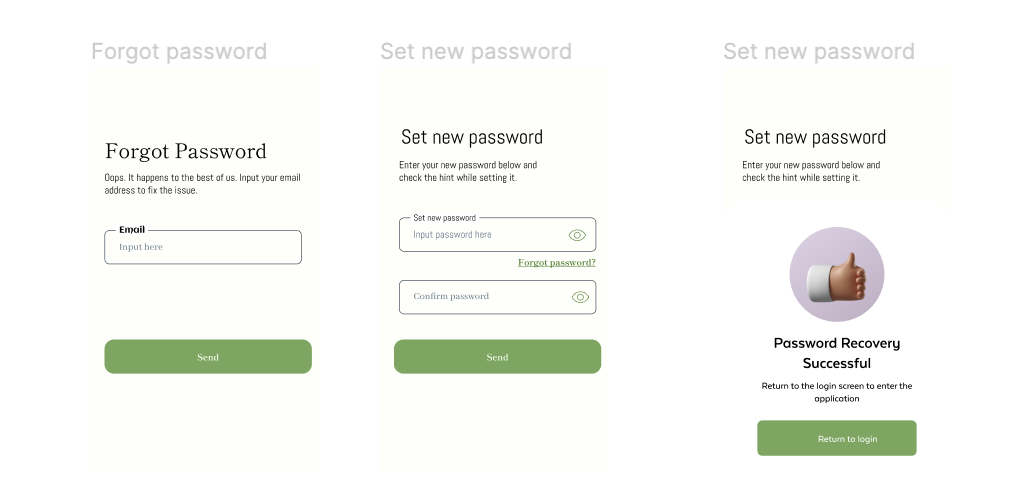 Forgot password
Forgot Password
Oops. It happens to the best of us. Input your email
address to fix the issue.
Email
Input here
Send
Set new password
Set new password
Enter your new password below and
check the hint while setting it.
Set new password
Input password here
Forgot password?
Confirm password
Send
Set new password
Set new password
Enter your new password below and
check the hint while setting it.
Password Recovery
Successful
Return to the login screen to enter the
application
Return to login